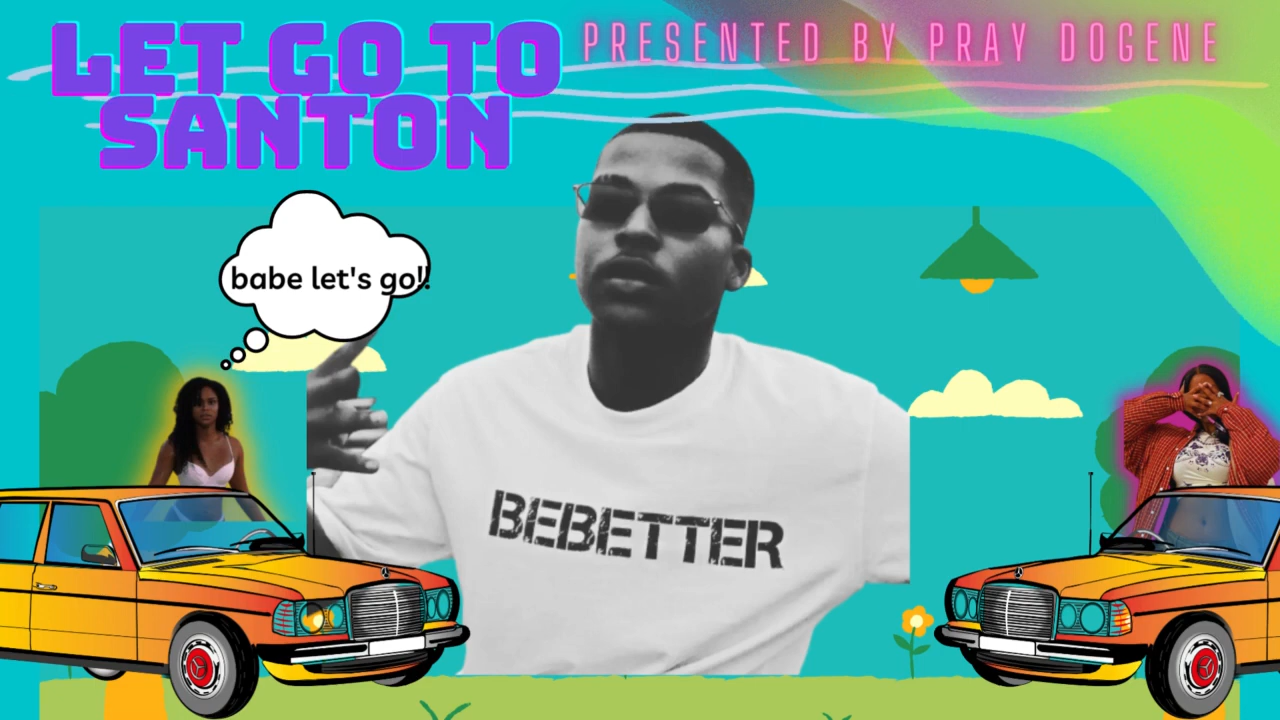 LET GO TO
SANTON
PRESENTED BY PRAY DOGENE
babe let's go!!
BEBETTER